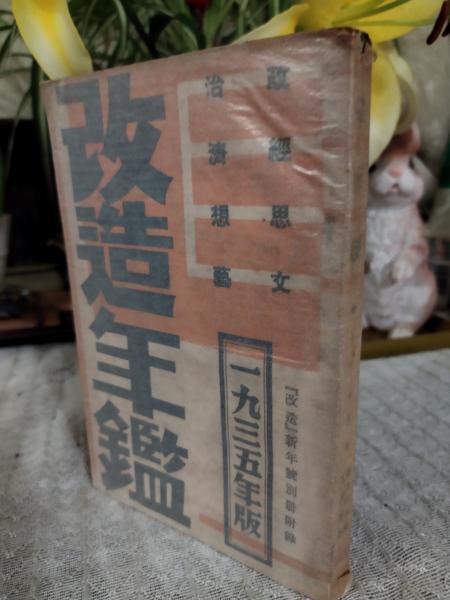 政治
經濟
思想
文藝
『改造』新年號別册附錄
一九三五年版
改造年鑑